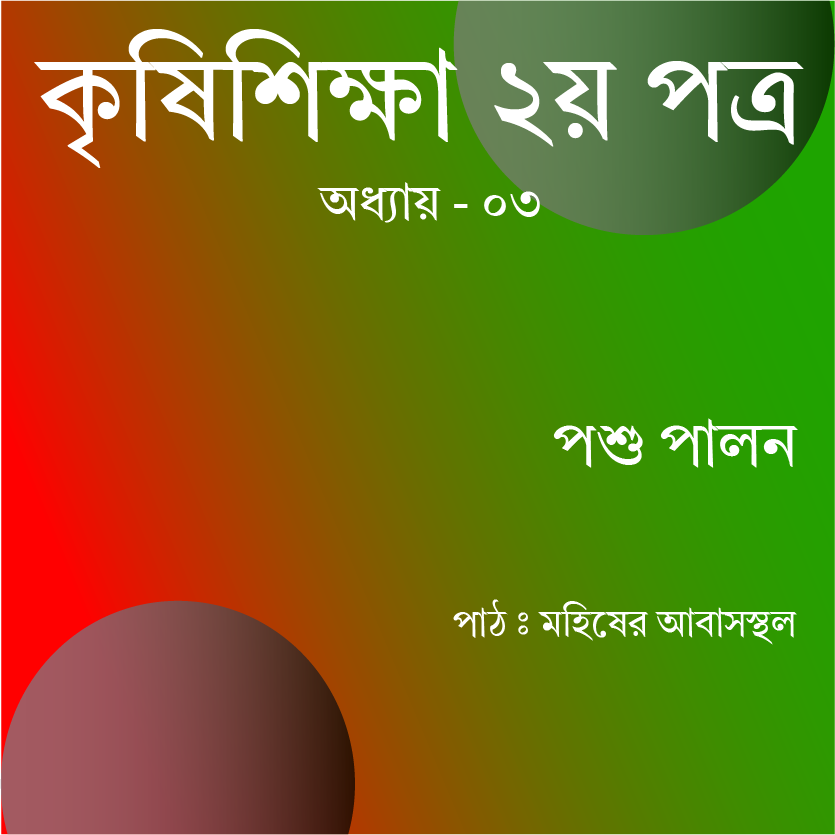 কৃষিশিক্ষা ২য় পত্র
অধ্যায় - ০৩
পশু পালন
পাঠ ঃ মহিষের আবাসস্থল